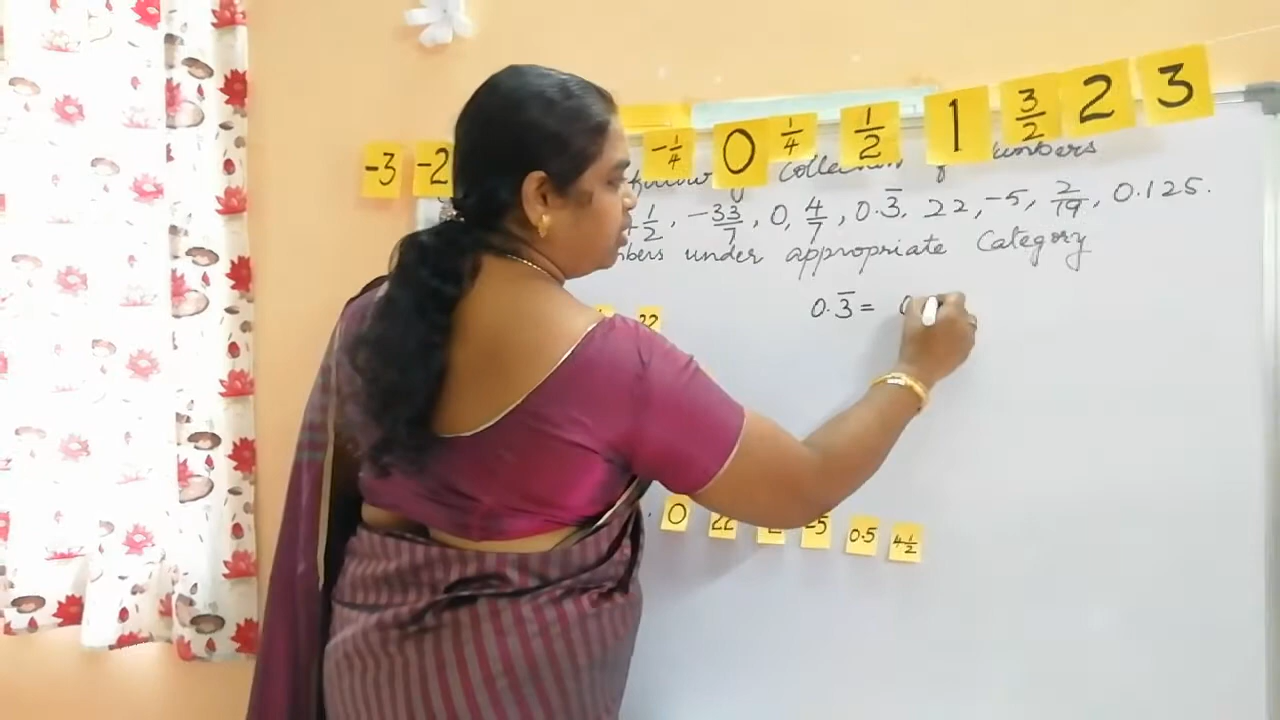 -3 -2 -1/4 0 1/4 1/2 1 3/2 2 3
collection numbers
1/2, -33/7, 0, 4/7, 0.3̅, 22, -5, 2/19, 0.125.
under appropriate Category
0.3̅ = 0
22
0 22 -5 0.5 4 1/2